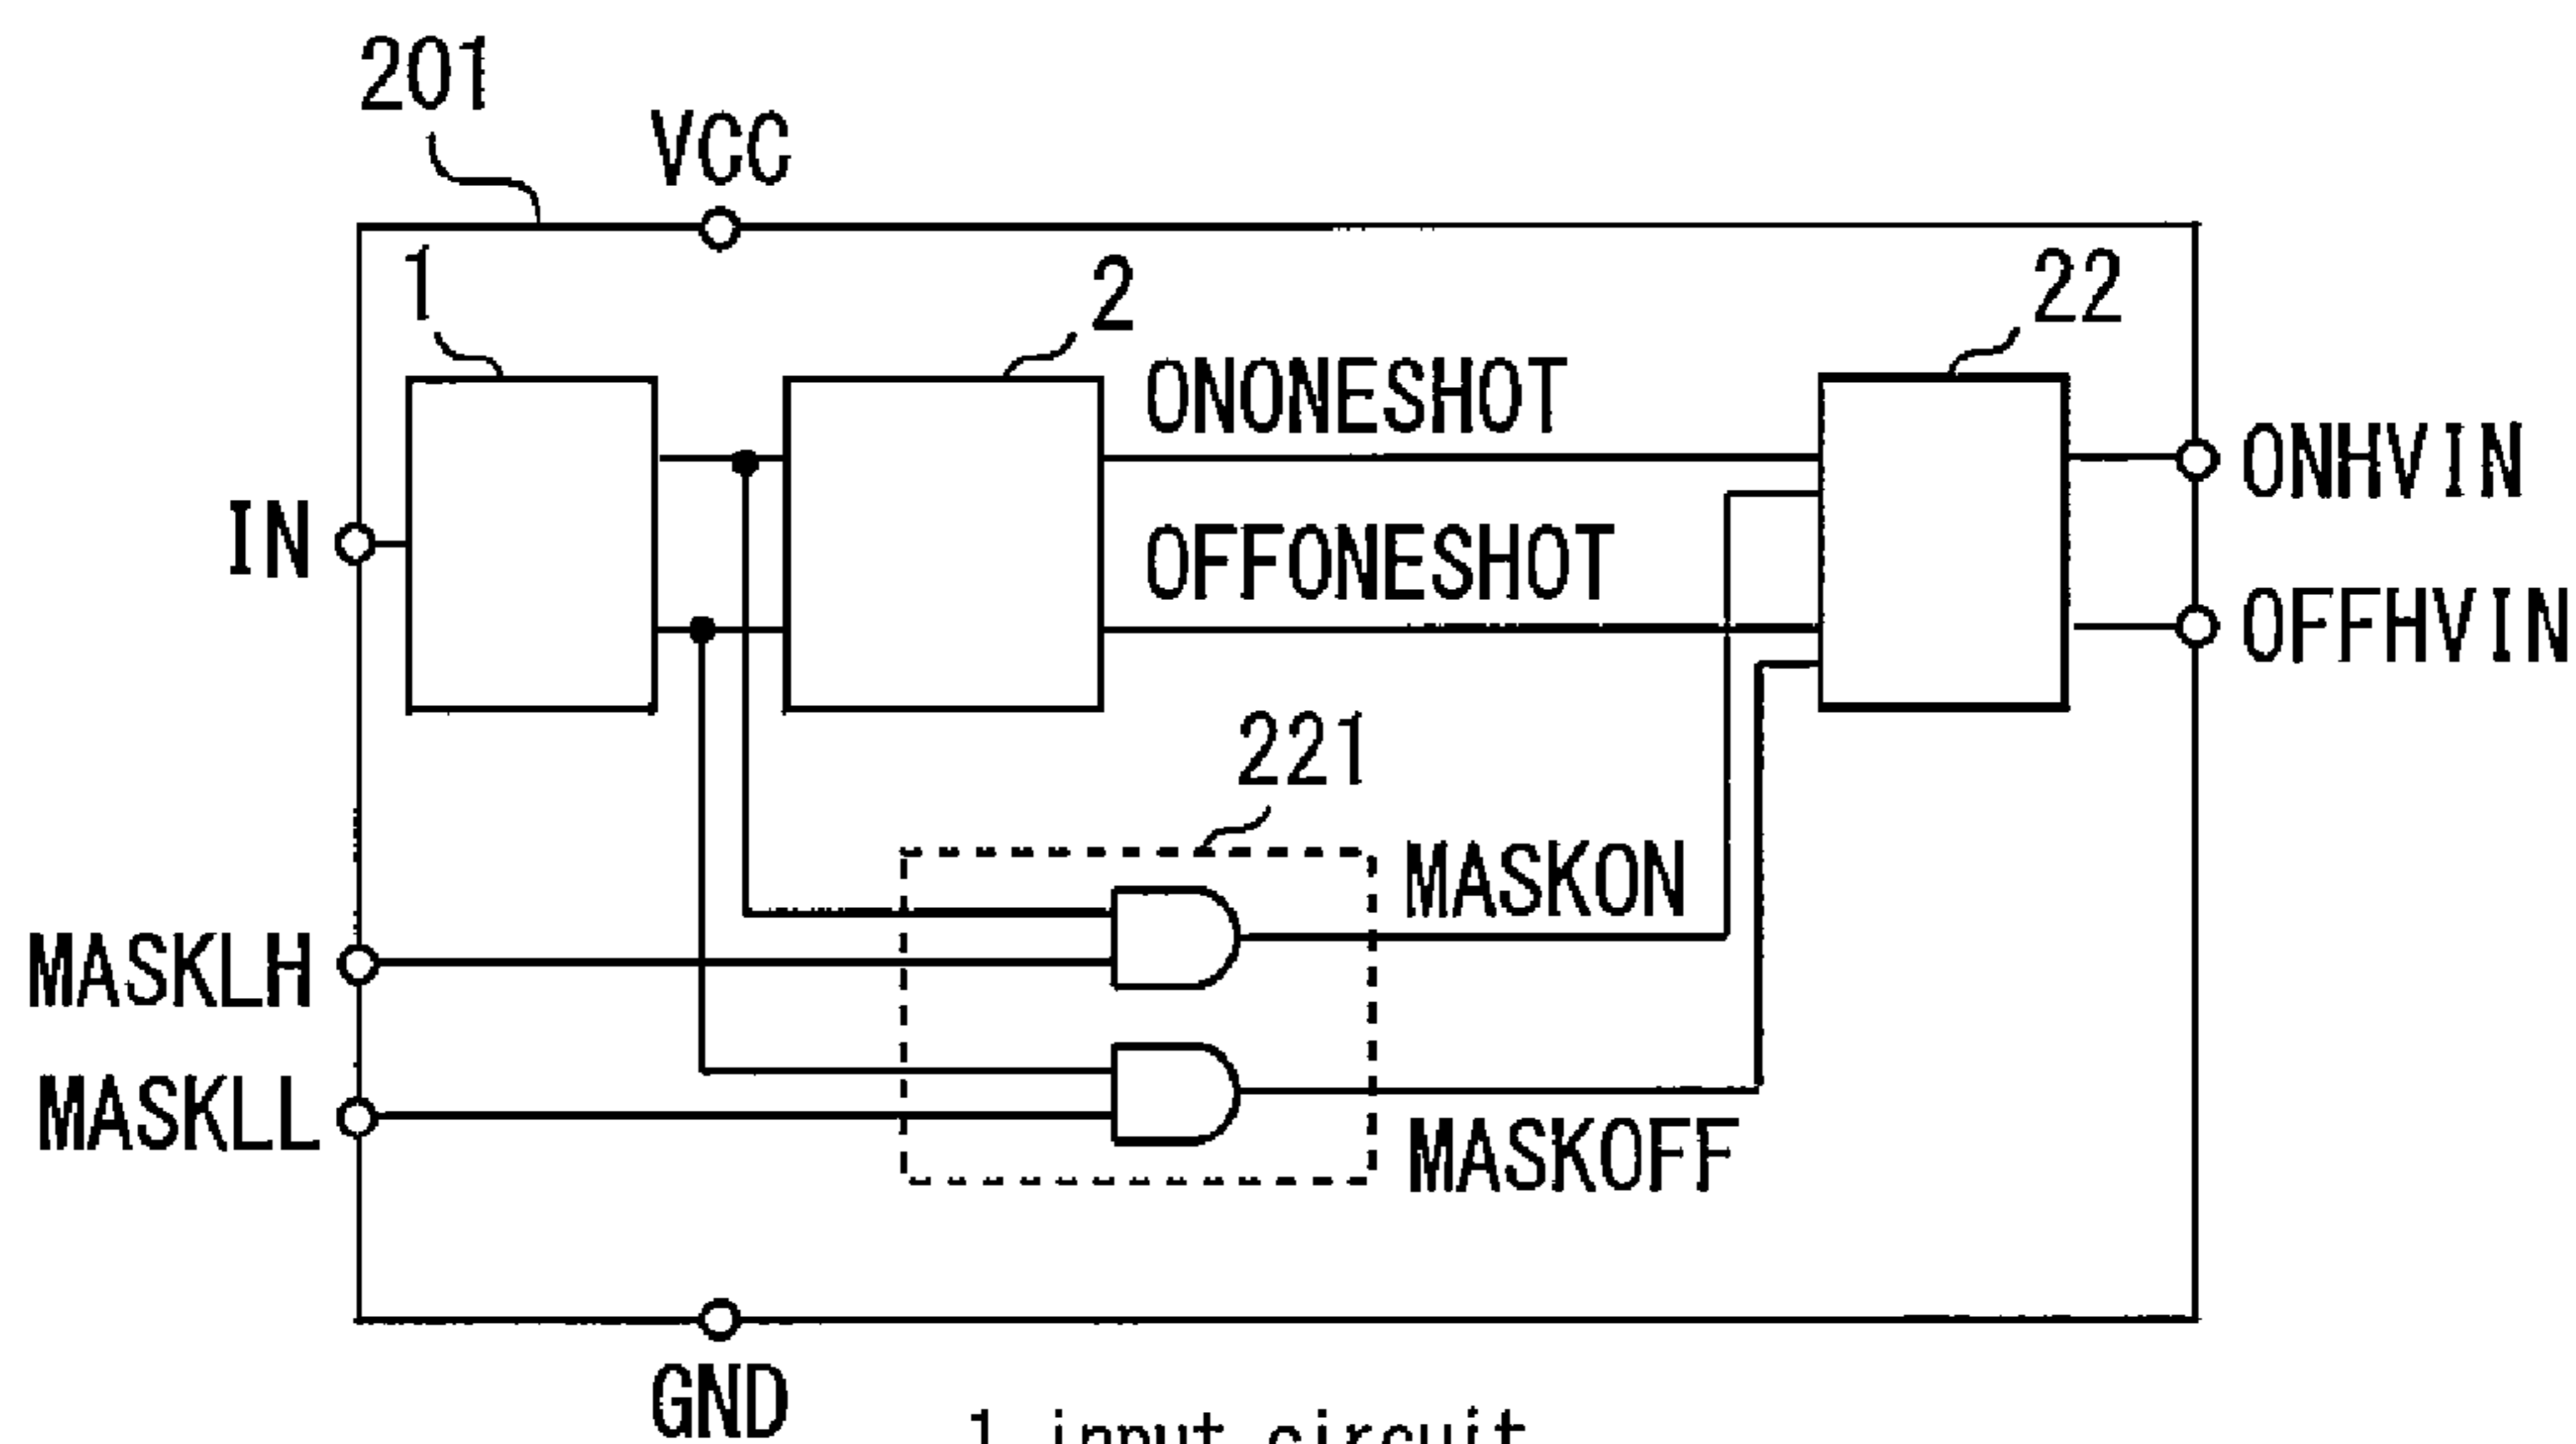 201
VCC
1
2
22
ONONESHOT
ONHVIN
IN
OFFONESHOT
OFFHVIN
221
MASKON
MASKLH
MASKLL
MASKOFF
GND
1 input circuit